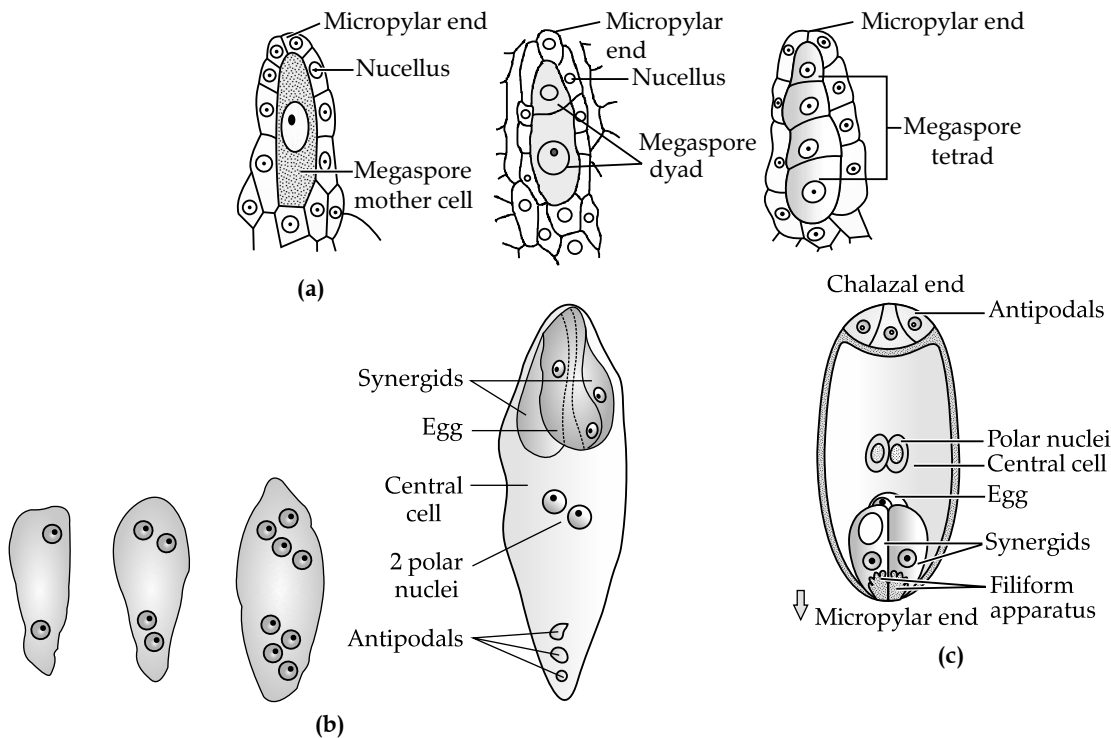 Micropylar end
Nucellus
Megaspore
mother cell
Micropylar
end
Nucellus
Megaspore
dyad
Micropylar end
Megaspore
tetrad
(a)
Synergids
Egg
Central
cell
2 polar
nuclei
Antipodals
(b)
Chalazal end
Antipodals
Polar nuclei
Central cell
Egg
Synergids
Filiform
apparatus
Micropylar end
(c)